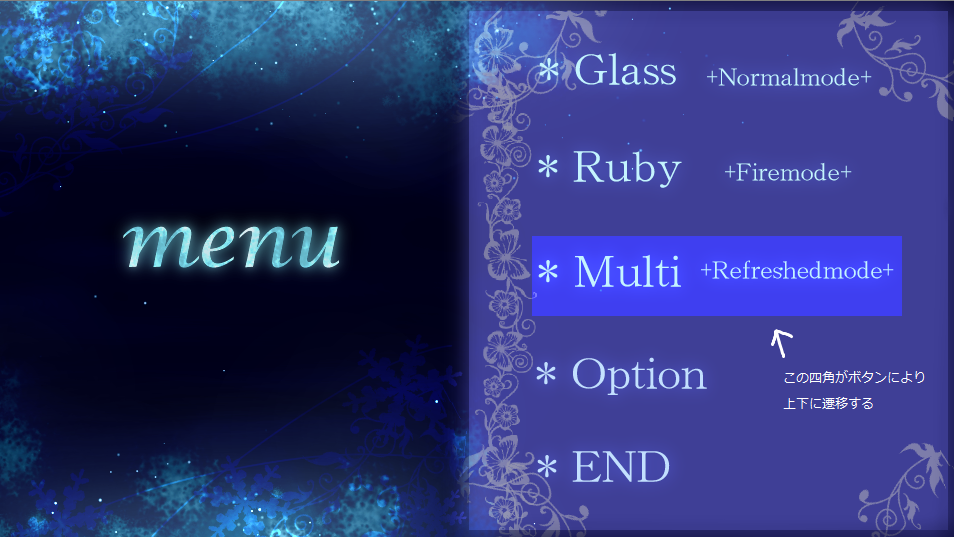 menu
* Glass +Normalmode+
* Ruby +Firemode+
* Multi +Refreshedmode+
* Option
* END
この四角がボタンにより
上下に遷移する